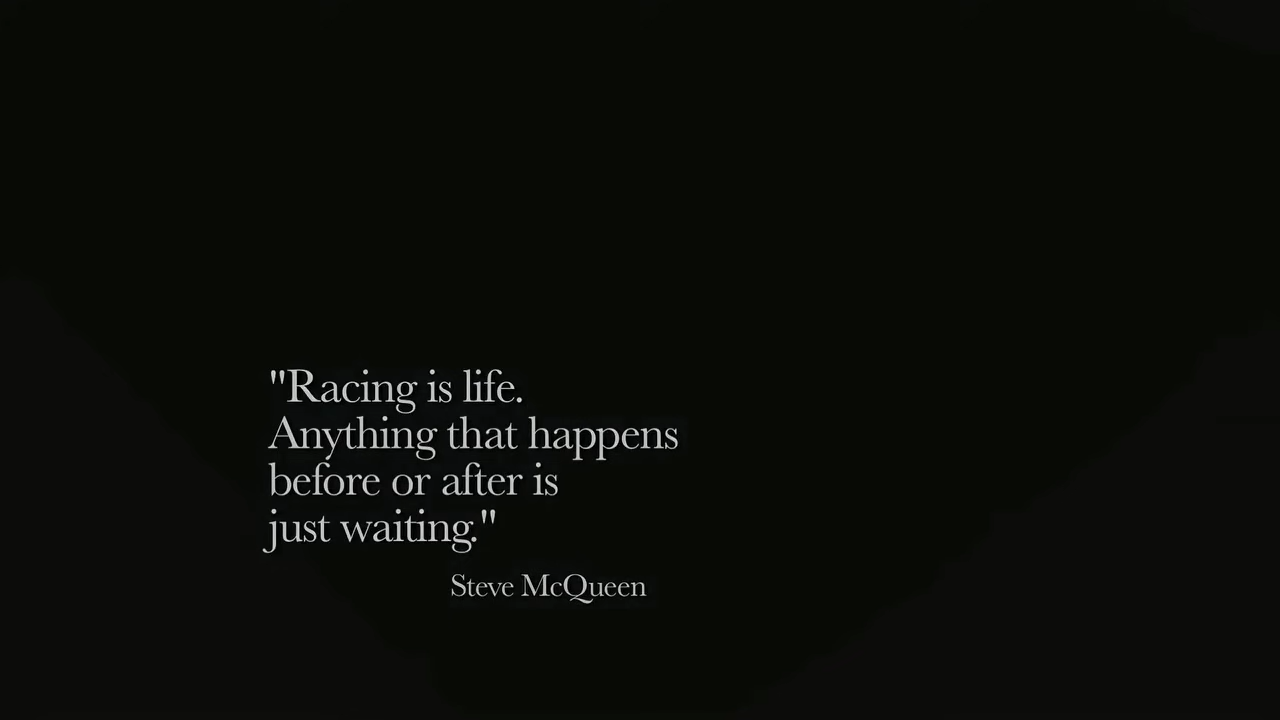 "Racing is life.
Anything that happens
before or after is
just waiting."
Steve McQueen